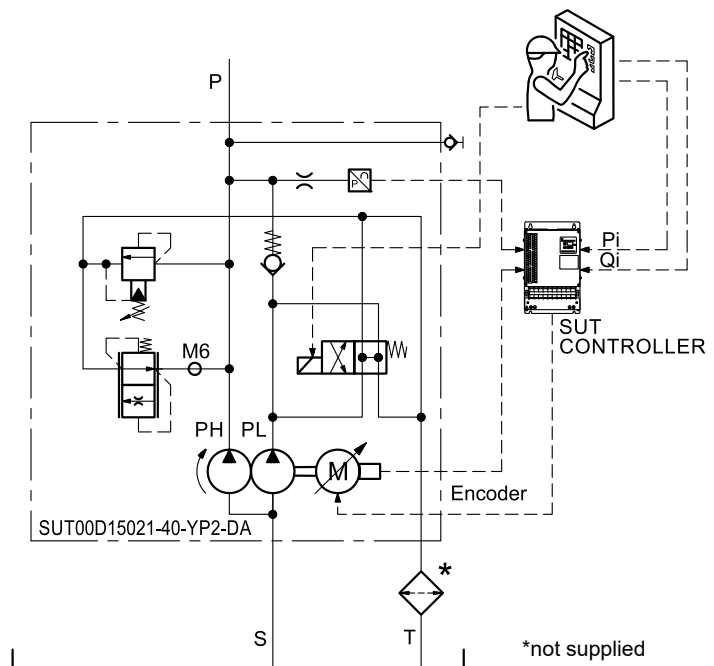 P
P
Pi
Qi
SUT
CONTROLLER
M6
PH
PL
M
Encoder
SUT00D15021-40-YP2-DA
*
S
T
*not supplied